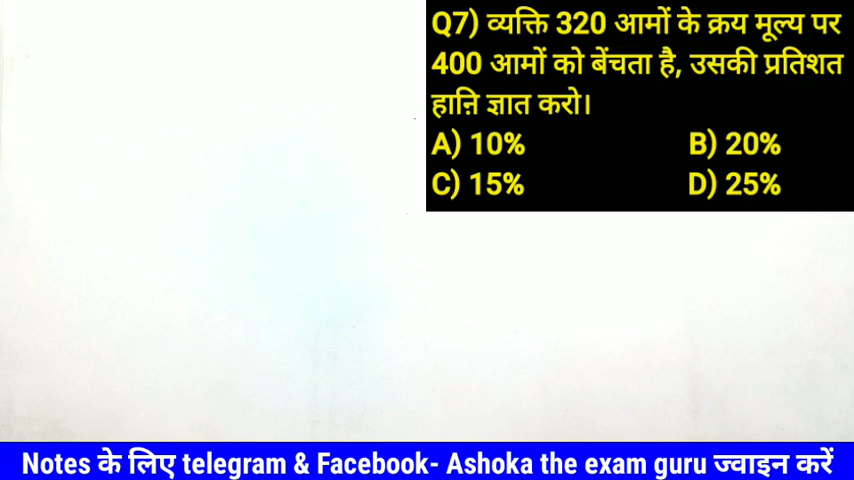 Q7) व्यक्ति 320 आमों के क्रय मूल्य पर
400 आमों को बेंचता है, उसकी प्रतिशत
हाऩि ज्ञात करो।
A) 10% B) 20%
C) 15% D) 25%
Notes के लिए telegram & Facebook- Ashoka the exam guru ज्वाइन करें